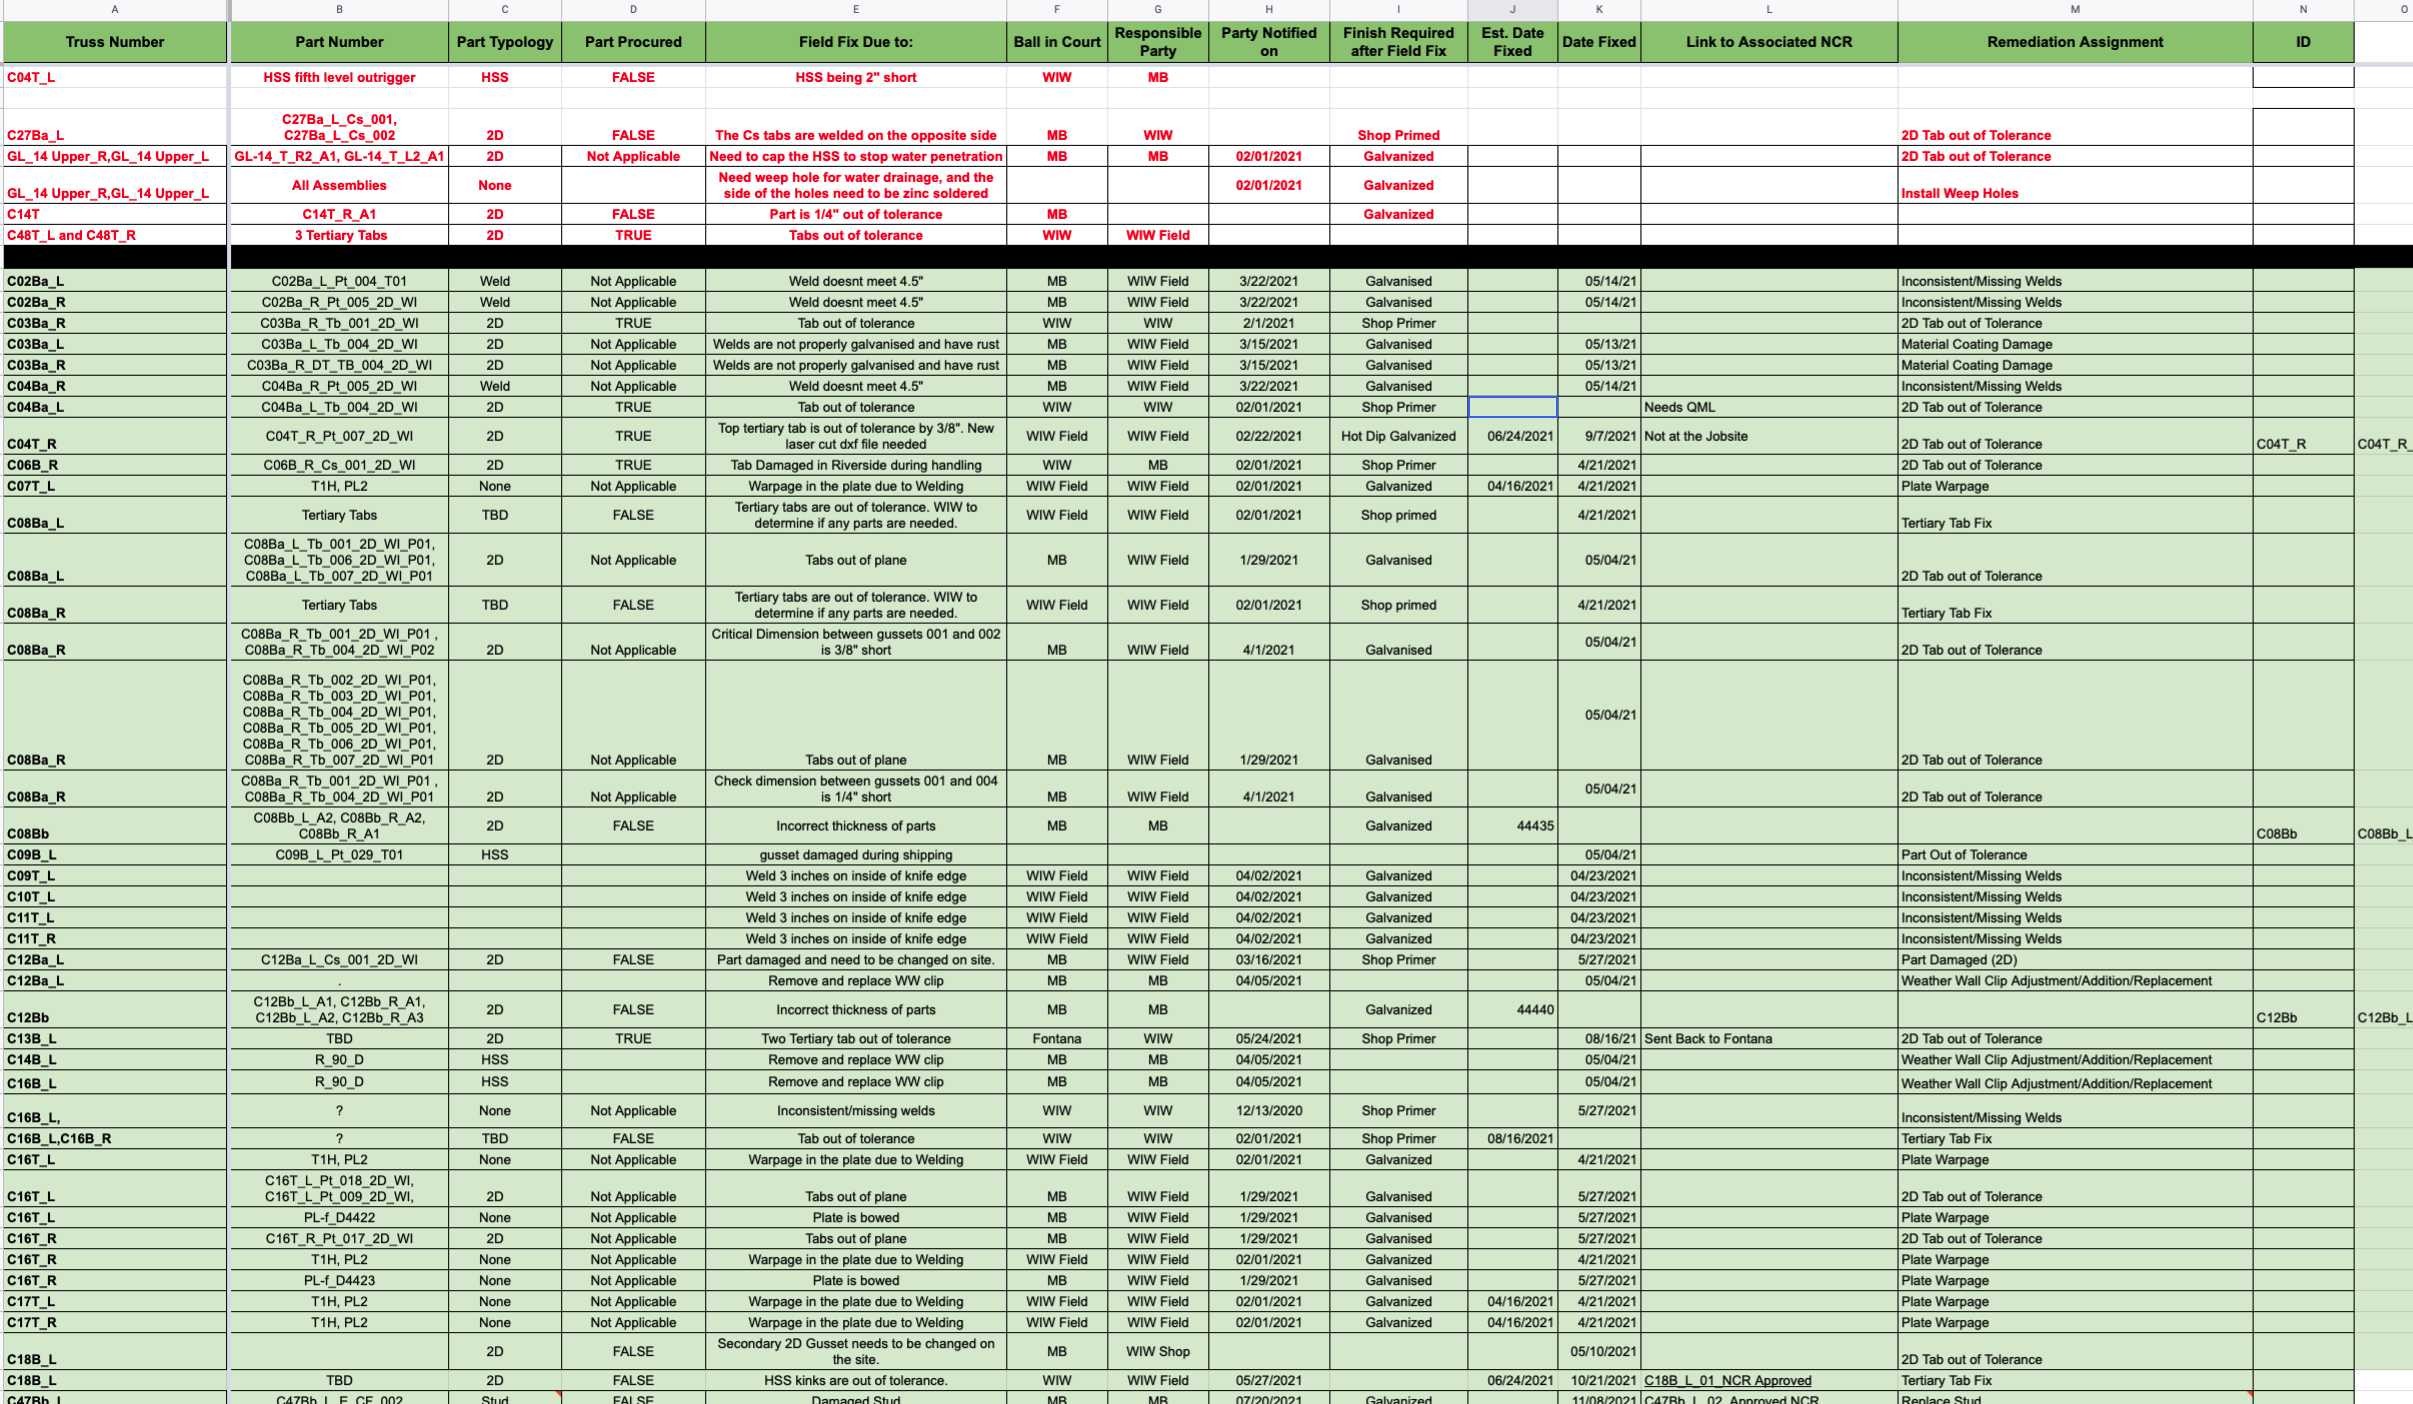 A B C D E F G H I J K L M N O
Truss Number Part Number Part Typology Part Procured Field Fix Due to: Ball in Court Responsible Party Party Notified on Finish Required after Field Fix Est. Date Fixed Date Fixed Link to Associated NCR Remediation Assignment ID
C04T_L HSS fifth level outrigger HSS FALSE HSS being 2" short WIW MB
C27Ba_L C27Ba_L_Cs_001, C27Ba_L_Cs_002 2D FALSE The Cs tabs are welded on the opposite side MB WIW Shop Primed 2D Tab out of Tolerance
GL_14 Upper_R,GL_14 Upper_L GL-14_T_R2_A1, GL-14_T_L2_A1 2D Not Applicable Need to cap the HSS to stop water penetration MB MB 02/01/2021 Galvanized 2D Tab out of Tolerance
GL_14 Upper_R,GL_14 Upper_L All Assemblies None Need weep hole for water drainage, and the side of the holes need to be zinc soldered 02/01/2021 Galvanized Install Weep Holes
C14T C14T_R_A1 2D FALSE Part is 1/4" out of tolerance MB Galvanized
C48T_L and C48T_R 3 Tertiary Tabs 2D TRUE Tabs out of tolerance WIW WIW Field
C02Ba_L C02Ba_L_Pt_004_T01 Weld Not Applicable Weld doesnt meet 4.5" MB WIW Field 3/22/2021 Galvanised 05/14/21 Inconsistent/Missing Welds
C02Ba_R C02Ba_R_Pt_005_2D_WI Weld Not Applicable Weld doesnt meet 4.5" MB WIW Field 3/22/2021 Galvanised 05/14/21 Inconsistent/Missing Welds
C03Ba_R C03Ba_R_Tb_001_2D_WI 2D TRUE Tab out of tolerance WIW WIW 2/1/2021 Shop Primer 2D Tab out of Tolerance
C03Ba_L C03Ba_L_Tb_004_2D_WI 2D Not Applicable Welds are not properly galvanised and have rust MB WIW Field 3/15/2021 Galvanised 05/13/21 Material Coating Damage
C03Ba_R C03Ba_R_DT_TB_004_2D_WI 2D Not Applicable Welds are not properly galvanised and have rust MB WIW Field 3/15/2021 Galvanised 05/13/21 Material Coating Damage
C04Ba_R C04Ba_R_Pt_005_2D_WI Weld Not Applicable Weld doesnt meet 4.5" MB WIW Field 3/22/2021 Galvanised 05/14/21 Inconsistent/Missing Welds
C04Ba_L C04Ba_L_Tb_004_2D_WI 2D TRUE Tab out of tolerance WIW WIW 02/01/2021 Shop Primer Needs QML 2D Tab out of Tolerance
C04T_R C04T_R_Pt_007_2D_WI 2D TRUE Top tertiary tab is out of tolerance by 3/8". New laser cut dxf file needed WIW Field WIW Field 02/22/2021 Hot Dip Galvanized 06/24/2021 9/7/2021 Not at the Jobsite 2D Tab out of Tolerance C04T_R C04T_R_
C06B_R C06B_R_Cs_001_2D_WI 2D TRUE Tab Damaged in Riverside during handling WIW MB 02/01/2021 Shop Primer 4/21/2021 2D Tab out of Tolerance
C07T_L T1H, PL2 None Not Applicable Warpage in the plate due to Welding WIW Field WIW Field 02/01/2021 Galvanized 04/16/2021 4/21/2021 Plate Warpage
C08Ba_L Tertiary Tabs TBD FALSE Tertiary tabs are out of tolerance. WIW to determine if any parts are needed. WIW Field WIW Field 02/01/2021 Shop primed 4/21/2021 Tertiary Tab Fix
C08Ba_L C08Ba_L_Tb_001_2D_WI_P01, C08Ba_L_Tb_006_2D_WI_P01, C08Ba_L_Tb_007_2D_WI_P01 2D Not Applicable Tabs out of plane MB WIW Field 1/29/2021 Galvanised 05/04/21 2D Tab out of Tolerance
C08Ba_R Tertiary Tabs TBD FALSE Tertiary tabs are out of tolerance. WIW to determine if any parts are needed. WIW Field WIW Field 02/01/2021 Shop primed 4/21/2021 Tertiary Tab Fix
C08Ba_R C08Ba_R_Tb_001_2D_WI_P01 , C08Ba_R_Tb_004_2D_WI_P02 2D Not Applicable Critical Dimension between gussets 001 and 002 is 3/8" short MB WIW Field 4/1/2021 Galvanised 05/04/21 2D Tab out of Tolerance
C08Ba_R C08Ba_R_Tb_002_2D_WI_P01, C08Ba_R_Tb_003_2D_WI_P01, C08Ba_R_Tb_004_2D_WI_P01, C08Ba_R_Tb_005_2D_WI_P01, C08Ba_R_Tb_006_2D_WI_P01, C08Ba_R_Tb_007_2D_WI_P01 2D Not Applicable Tabs out of plane MB WIW Field 1/29/2021 Galvanised 05/04/21 2D Tab out of Tolerance
C08Ba_R C08Ba_R_Tb_001_2D_WI_P01 , C08Ba_R_Tb_004_2D_WI_P01 2D Not Applicable Check dimension between gussets 001 and 004 is 1/4" short MB WIW Field 4/1/2021 Galvanised 05/04/21 2D Tab out of Tolerance
C08Bb C08Bb_L_A2, C08Bb_R_A2, C08Bb_R_A1 2D FALSE Incorrect thickness of parts MB MB Galvanized 44435 C08Bb C08Bb_L
C09B_L C09B_L_Pt_029_T01 HSS gusset damaged during shipping 05/04/21 Part Out of Tolerance
C09T_L Weld 3 inches on inside of knife edge WIW Field WIW Field 04/02/2021 Galvanized 04/23/2021 Inconsistent/Missing Welds
C10T_L Weld 3 inches on inside of knife edge WIW Field WIW Field 04/02/2021 Galvanized 04/23/2021 Inconsistent/Missing Welds
C11T_L Weld 3 inches on inside of knife edge WIW Field WIW Field 04/02/2021 Galvanized 04/23/2021 Inconsistent/Missing Welds
C11T_R Weld 3 inches on inside of knife edge WIW Field WIW Field 04/02/2021 Galvanized 04/23/2021 Inconsistent/Missing Welds
C12Ba_L C12Ba_L_Cs_001_2D_WI 2D FALSE Part damaged and need to be changed on site. MB WIW Field 03/16/2021 Shop Primer 5/27/2021 Part Damaged (2D)
C12Ba_L . Remove and replace WW clip MB MB 04/05/2021 05/04/21 Weather Wall Clip Adjustment/Addition/Replacement
C12Bb C12Bb_L_A1, C12Bb_R_A1, C12Bb_L_A2, C12Bb_R_A3 2D FALSE Incorrect thickness of parts MB MB Galvanized 44440 C12Bb C12Bb_L
C13B_L TBD 2D TRUE Two Tertiary tab out of tolerance Fontana WIW 05/24/2021 Shop Primer 08/16/21 Sent Back to Fontana 2D Tab out of Tolerance
C14B_L R_90_D HSS Remove and replace WW clip MB MB 04/05/2021 05/04/21 Weather Wall Clip Adjustment/Addition/Replacement
C16B_L R_90_D HSS Remove and replace WW clip MB MB 04/05/2021 05/04/21 Weather Wall Clip Adjustment/Addition/Replacement
C16B_L, ? None Not Applicable Inconsistent/missing welds WIW WIW 12/13/2020 Shop Primer 5/27/2021 Inconsistent/Missing Welds
C16B_L,C16B_R ? TBD FALSE Tab out of tolerance WIW WIW 02/01/2021 Shop Primer 08/16/2021 Tertiary Tab Fix
C16T_L T1H, PL2 None Not Applicable Warpage in the plate due to Welding WIW Field WIW Field 02/01/2021 Galvanized 4/21/2021 Plate Warpage
C16T_L C16T_L_Pt_018_2D_WI, C16T_L_Pt_009_2D_WI, 2D Not Applicable Tabs out of plane MB WIW Field 1/29/2021 Galvanised 5/27/2021 2D Tab out of Tolerance
C16T_L PL-f_D4422 None Not Applicable Plate is bowed MB WIW Field 1/29/2021 Galvanised 5/27/2021 Plate Warpage
C16T_R C16T_R_Pt_017_2D_WI 2D Not Applicable Tabs out of plane MB WIW Field 1/29/2021 Galvanised 5/27/2021 2D Tab out of Tolerance
C16T_R T1H, PL2 None Not Applicable Warpage in the plate due to Welding WIW Field WIW Field 02/01/2021 Galvanized 4/21/2021 Plate Warpage
C16T_R PL-f_D4423 None Not Applicable Plate is bowed MB WIW Field 1/29/2021 Galvanised 5/27/2021 Plate Warpage
C17T_L T1H, PL2 None Not Applicable Warpage in the plate due to Welding WIW Field WIW Field 02/01/2021 Galvanized 04/16/2021 4/21/2021 Plate Warpage
C17T_R T1H, PL2 None Not Applicable Warpage in the plate due to Welding WIW Field WIW Field 02/01/2021 Galvanized 04/16/2021 4/21/2021 Plate Warpage
C18B_L 2D FALSE Secondary 2D Gusset needs to be changed on the site. MB WIW Shop 05/10/2021 2D Tab out of Tolerance
C18B_L TBD 2D FALSE HSS kinks are out of tolerance. WIW WIW Field 05/27/2021 06/24/2021 10/21/2021 C18B_L_01_NCR Approved Tertiary Tab Fix
C47Bb_L C47Bb_L_E_CF_002 Stud FALSE Damaged Stud MB MB 07/20/2021 Galvanized 11/08/2021 C47Bb_L_02_Approved NCR Replace Stud